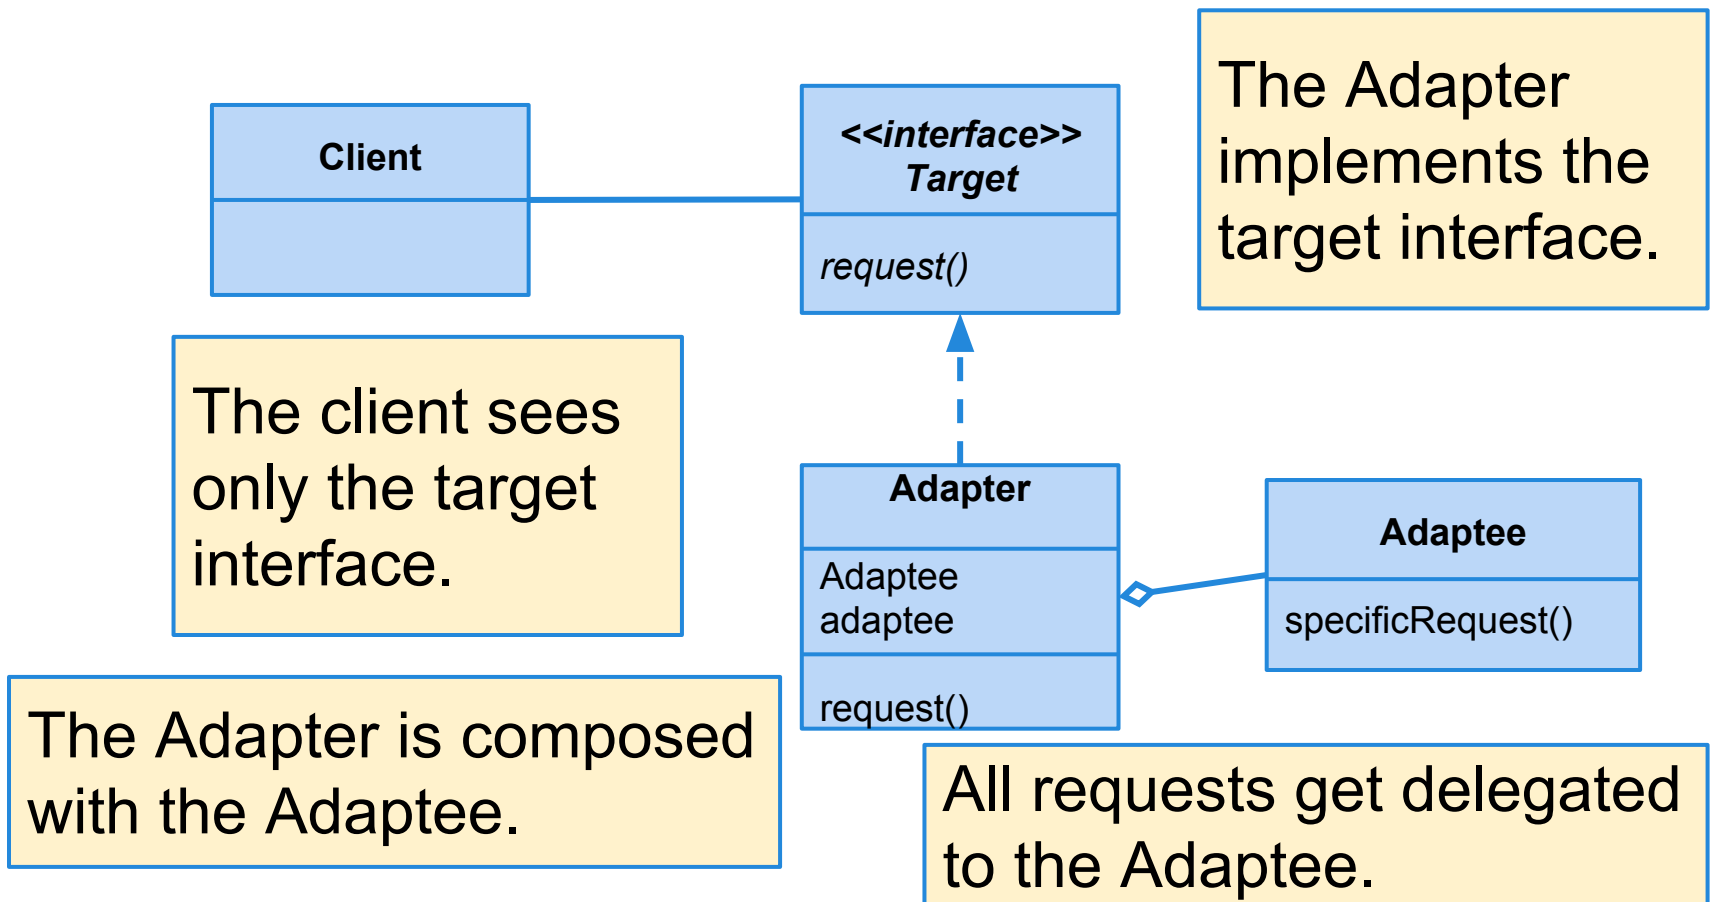 Client
<<interface>>
Target
request()
The Adapter
implements the
target interface.
The client sees
only the target
interface.
Adapter
Adaptee
adaptee
request()
Adaptee
specificRequest()
The Adapter is composed
with the Adaptee.
All requests get delegated
to the Adaptee.